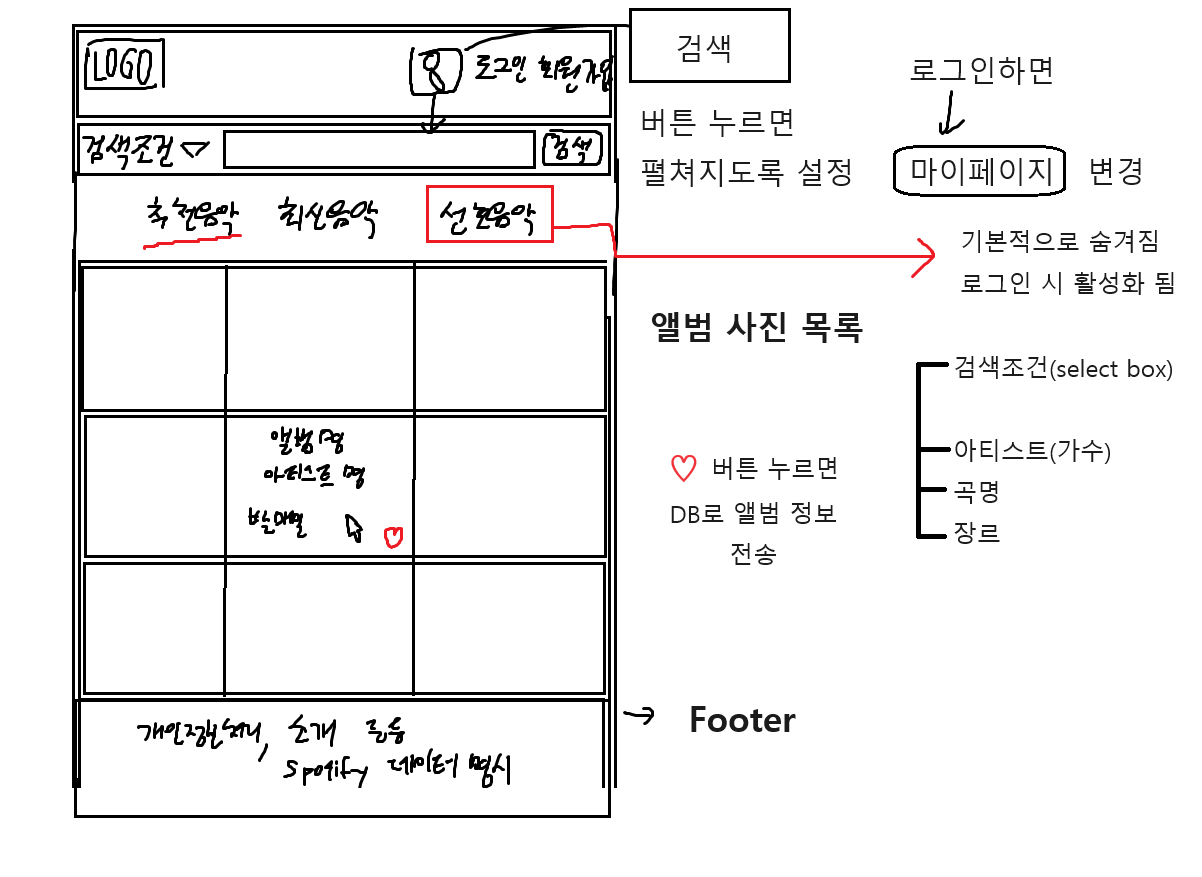 LOGO
로그인 회원가입
검색
로그인하면
버튼 누르면
펼쳐지도록 설정
마이페이지 변경
검색조건
검색
추천음악 최신음악 선호음악
기본적으로 숨겨짐
로그인 시 활성화 됨
앨범 사진 목록
검색조건(select box)
아티스트(가수)
곡명
장르
앨범명
아티스트 명
발매일
♡ 버튼 누르면
DB로 앨범 정보
전송
Footer
개인정보처리, 소개 등등
Spotify 데이터 명시